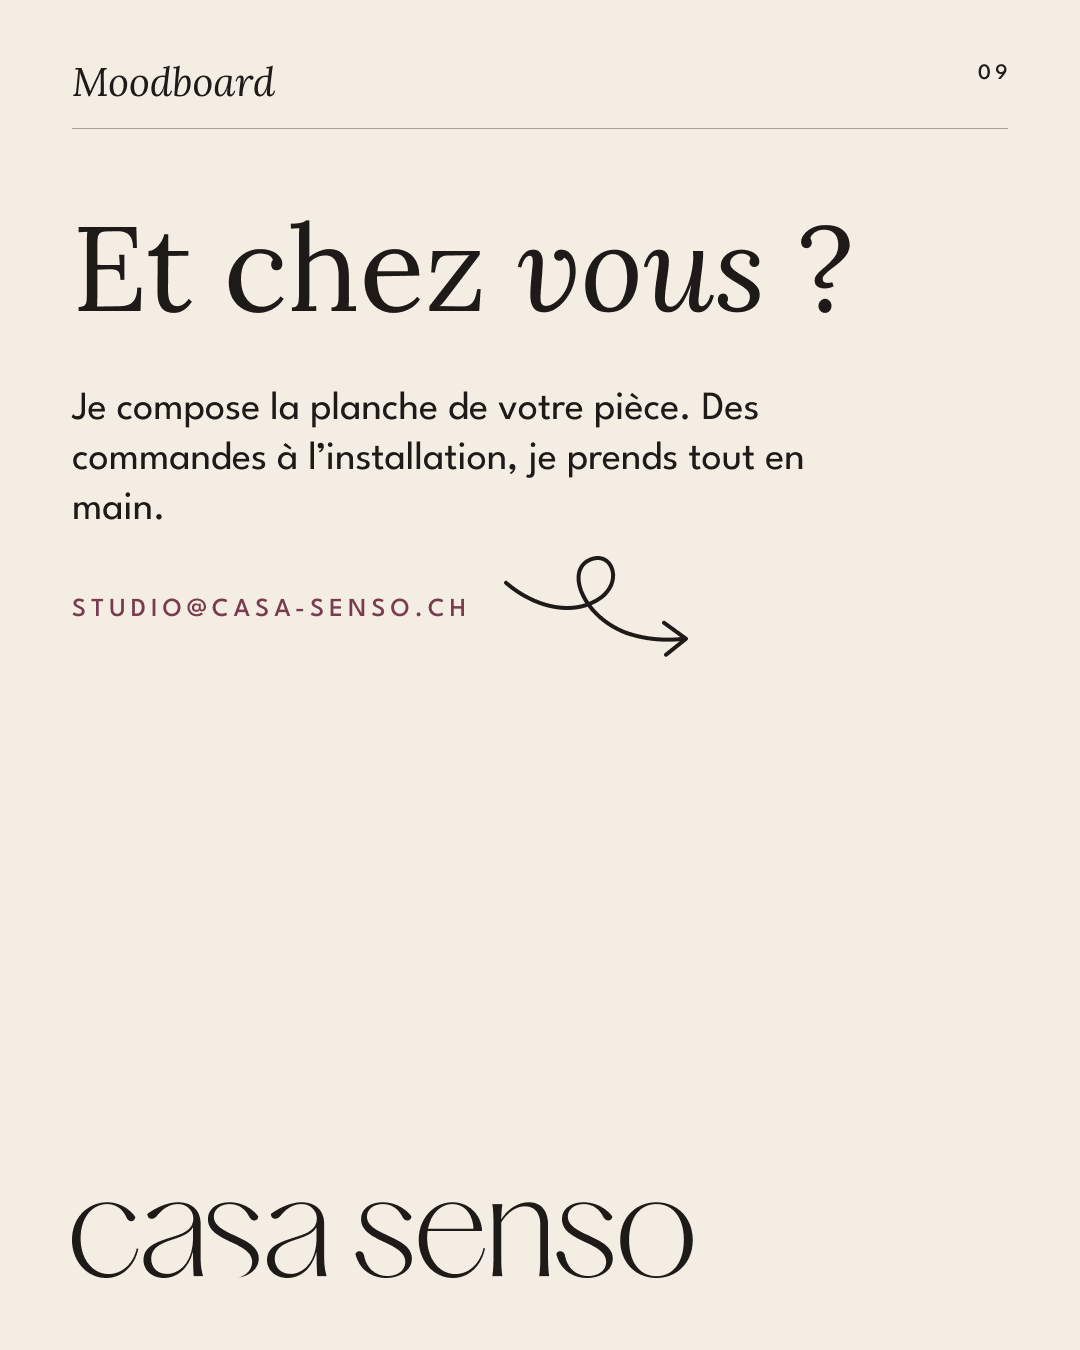 Moodboard
09
Et chez vous ?
Je compose la planche de votre pièce. Des
commandes à l’installation, je prends tout en
main.
STUDIO@CASA-SENSO.CH
casa senso